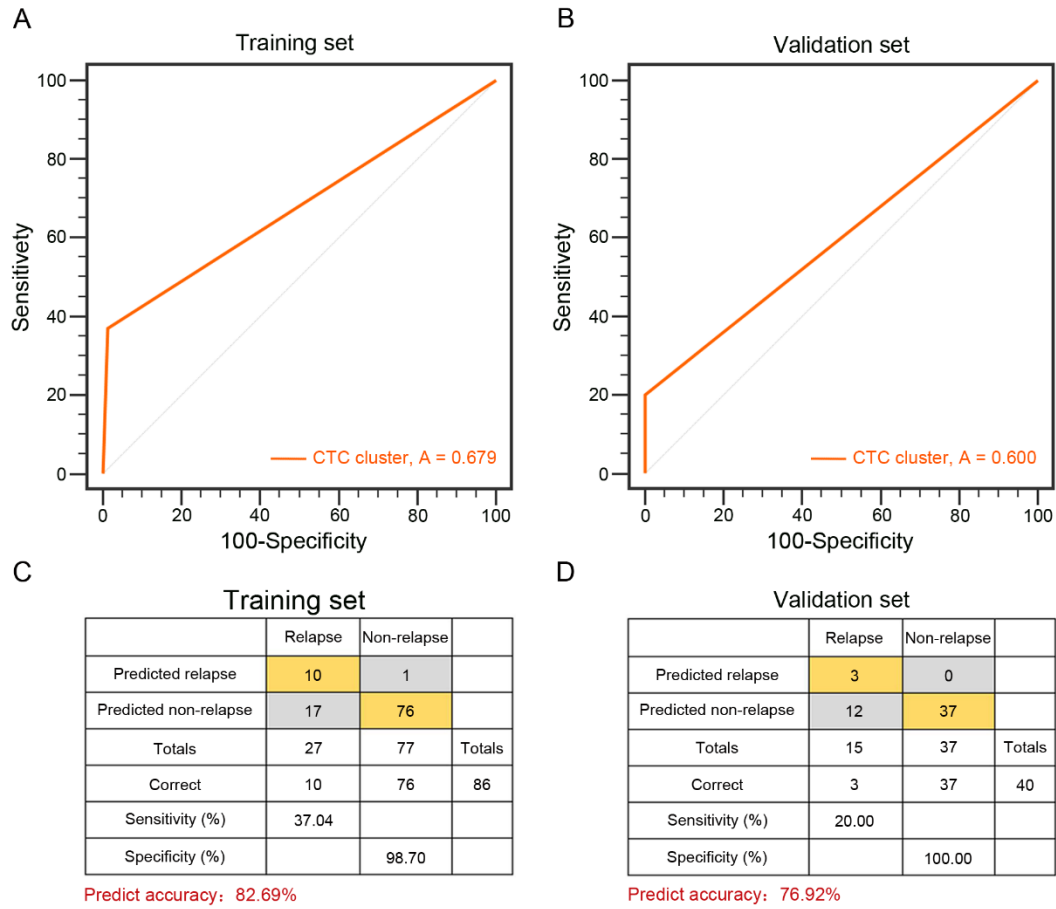 A
Training set
100
80
60
40
20
0
Sensitivety
CTC cluster, A = 0.679
0 20 40 60 80 100
100-Specificity
B
Validation set
100
80
60
40
20
0
Sensitivety
CTC cluster, A = 0.600
0 20 40 60 80 100
100-Specificity
C
Training set
Relapse Non-relapse
Predicted relapse 10 1
Predicted non-relapse 17 76
Totals 27 77 Totals
Correct 10 76 86
Sensitivity (%) 37.04
Specificity (%) 98.70
Predict accuracy: 82.69%
D
Validation set
Relapse Non-relapse
Predicted relapse 3 0
Predicted non-relapse 12 37
Totals 15 37 Totals
Correct 3 37 40
Sensitivity (%) 20.00
Specificity (%) 100.00
Predict accuracy: 76.92%